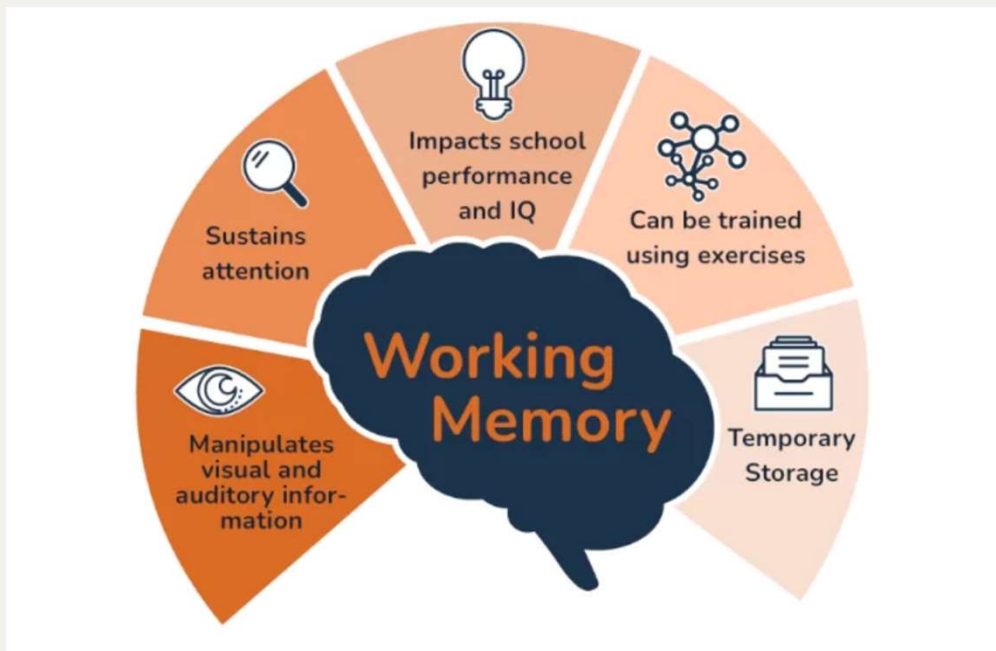 Impacts school
performance
and IQ
Sustains
attention
Can be trained
using exercises
Working
Memory
Manipulates
visual and
auditory infor-
mation
Temporary
Storage